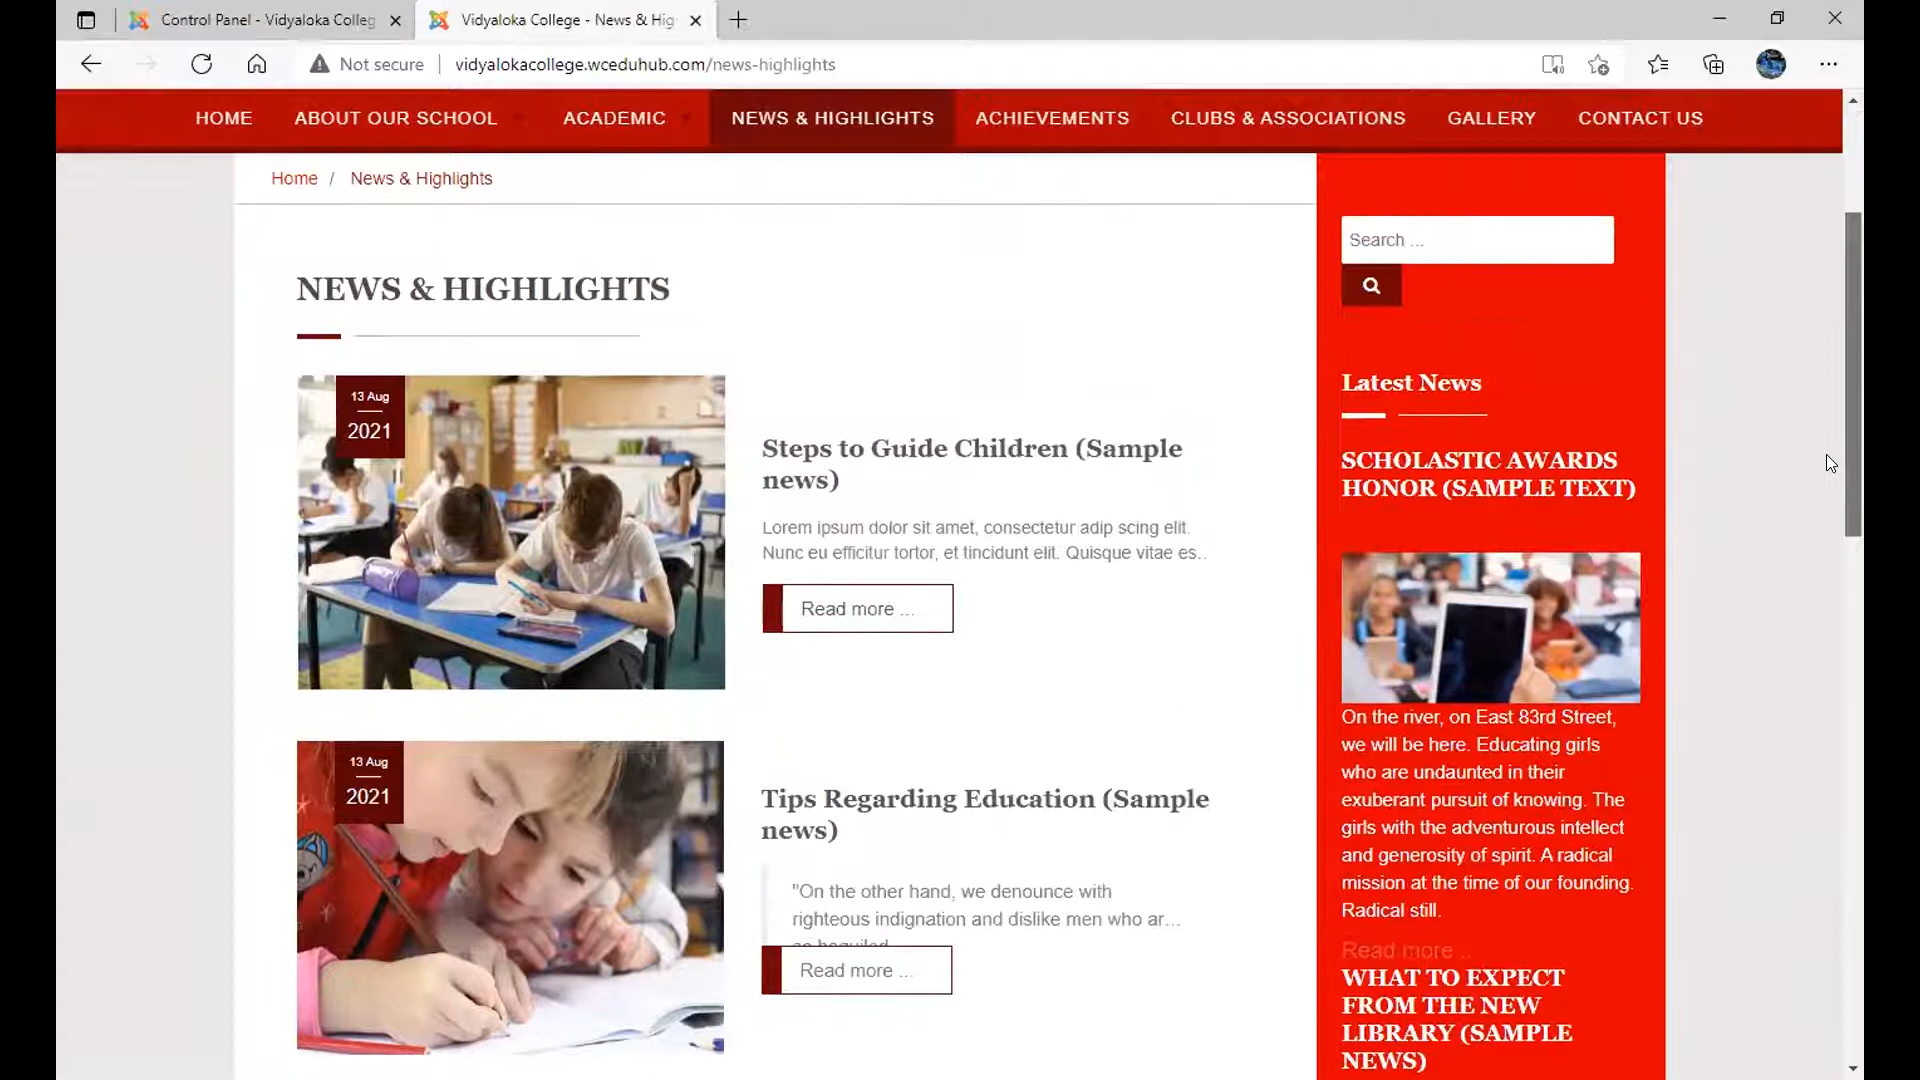 Control Panel - Vidyaloka Colleg
Vidyaloka College - News & Hig
Not secure
vidyalokacollege.wceduhub.com/news-highlights
HOME
ABOUT OUR SCHOOL
ACADEMIC
NEWS & HIGHLIGHTS
ACHIEVEMENTS
CLUBS & ASSOCIATIONS
GALLERY
CONTACT US
Home / News & Highlights
NEWS & HIGHLIGHTS
13 Aug
2021
Steps to Guide Children (Sample
news)
Lorem ipsum dolor sit amet, consectetur adip scing elit.
Nunc eu efficitur tortor, et tincidunt elit. Quisque vitae es..
Read more ...
13 Aug
2021
Tips Regarding Education (Sample
news)
"On the other hand, we denounce with
righteous indignation and dislike men who ar...
so beguiled
Read more ...
Search ...
Latest News
SCHOLASTIC AWARDS
HONOR (SAMPLE TEXT)
On the river, on East 83rd Street,
we will be here. Educating girls
who are undaunted in their
exuberant pursuit of knowing. The
girls with the adventurous intellect
and generosity of spirit. A radical
mission at the time of our founding.
Radical still.
Read more ...
WHAT TO EXPECT
FROM THE NEW
LIBRARY (SAMPLE
NEWS)